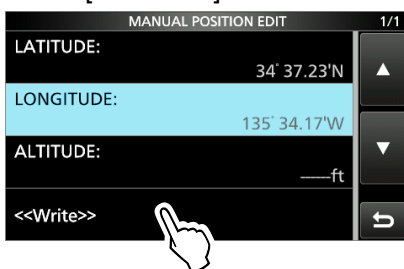 MANUAL POSITION EDIT 1/1
LATITUDE:
34°37.23'N
LONGITUDE:
135°34.17'W
ALTITUDE:
-----ft
<<Write>>